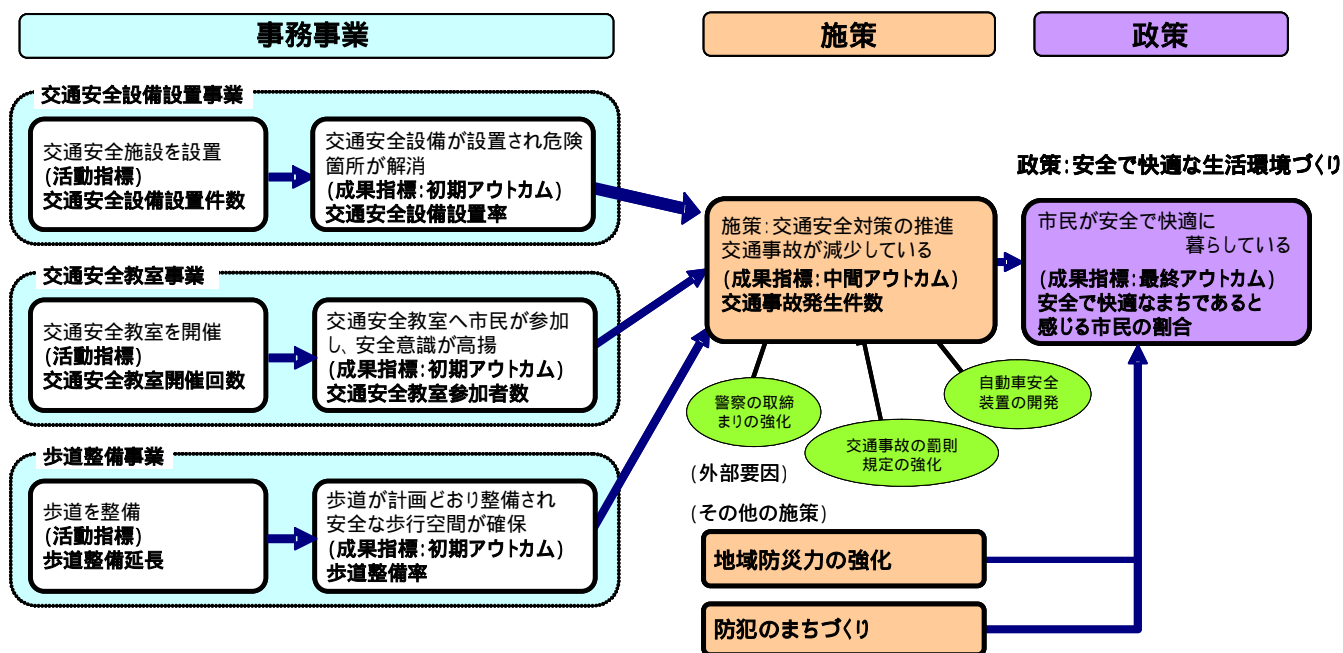 事務事業
施策
政策
交通安全設備設置事業
交通安全施設を設置
(活動指標)
交通安全設備設置件数
交通安全設備が設置され危険
箇所が解消
(成果指標:初期アウトカム)
交通安全設備設置率
交通安全教室事業
交通安全教室を開催
(活動指標)
交通安全教室開催回数
交通安全教室へ市民が参加
し、安全意識が高揚
(成果指標:初期アウトカム)
交通安全教室参加者数
歩道整備事業
歩道を整備
(活動指標)
歩道整備延長
歩道が計画どおり整備され
安全な歩行空間が確保
(成果指標:初期アウトカム)
歩道整備率
施策:交通安全対策の推進
交通事故が減少している
(成果指標:中間アウトカム)
交通事故発生件数
警察の取締
まりの強化
交通事故の罰則
規定の強化
自動車安全
装置の開発
(外部要因)
(その他の施策)
地域防災力の強化
防犯のまちづくり
政策:安全で快適な生活環境づくり
市民が安全で快適に
暮らしている
(成果指標:最終アウトカム)
安全で快適なまちであると
感じる市民の割合